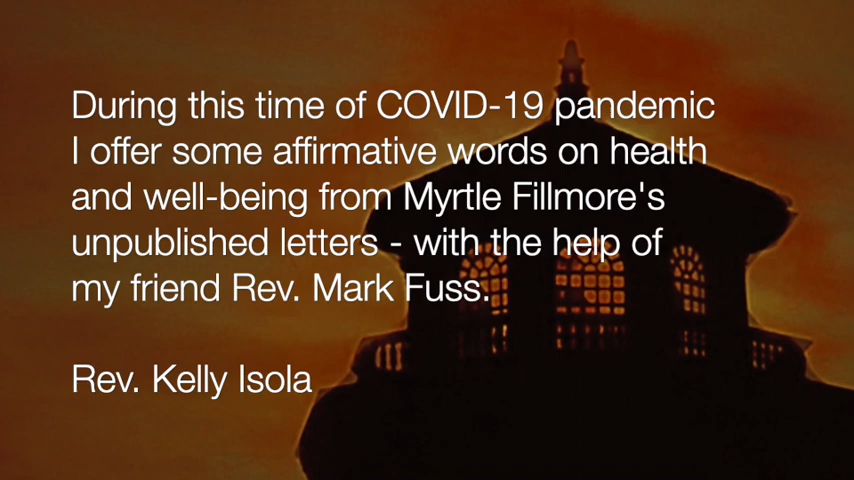 During this time of COVID-19 pandemic
I offer some affirmative words on health
and well-being from Myrtle Fillmore's
unpublished letters - with the help of
my friend Rev. Mark Fuss.
Rev. Kelly Isola